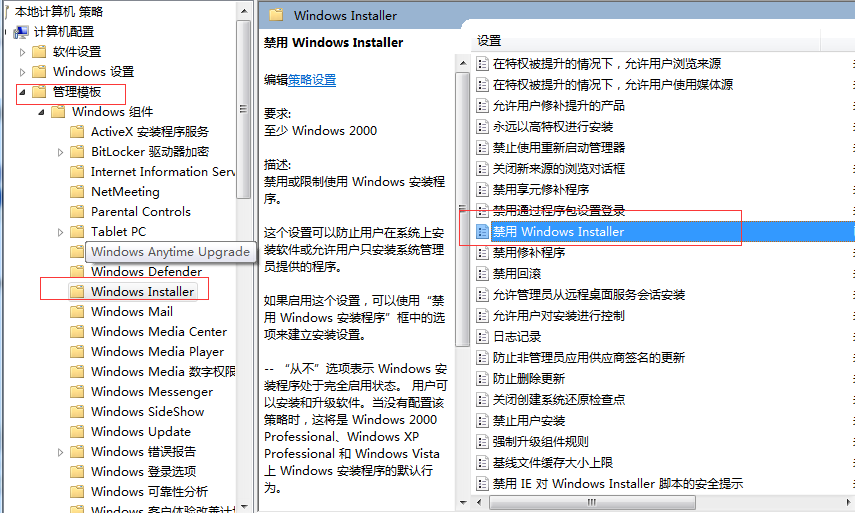 本地计算机 策略
计算机配置
软件设置
Windows 设置
管理模板
Windows 组件
ActiveX 安装程序服务
BitLocker 驱动器加密
Internet Information Serv
NetMeeting
Parental Controls
Tablet PC
Windows Anytime Upgrade
Windows Defender
Windows Installer
Windows Mail
Windows Media Center
Windows Media Player
Windows Media 数字权限
Windows Messenger
Windows SideShow
Windows Update
Windows 错误报告
Windows 登录选项
Windows 可靠性分析
Windows 客户体验改善计
Windows Installer
禁用 Windows Installer
编辑策略设置
要求:
至少 Windows 2000
描述:
禁用或限制使用 Windows 安装程
序。
这个设置可以防止用户在系统上安
装软件或允许用户只安装系统管理
员提供的程序。
如果启用这个设置，可以使用“禁
用 Windows 安装程序”框中的选
项来建立安装设置。
-- “从不”选项表示 Windows 安
装程序处于完全启用状态。 用户可
以安装和升级软件。当没有配置该
策略时，这将是 Windows 2000
Professional、Windows XP
Professional 和 Windows Vista
上 Windows 安装程序的默认行
为。
设置
在特权被提升的情况下，允许用户浏览来源
在特权被提升的情况下，允许用户使用媒体源
允许用户修补提升的产品
永远以高特权进行安装
禁止使用重新启动管理器
关闭新来源的浏览对话框
禁用享元修补程序
禁用通过程序包设置登录
禁用 Windows Installer
禁用修补程序
禁用回滚
允许管理员从远程桌面服务会话安装
允许用户对安装进行控制
日志记录
防止非管理员应用供应商签名的更新
防止删除更新
关闭创建系统还原检查点
禁止用户安装
强制升级组件规则
基线文件缓存大小上限
禁用 IE 对 Windows Installer 脚本的安全提示